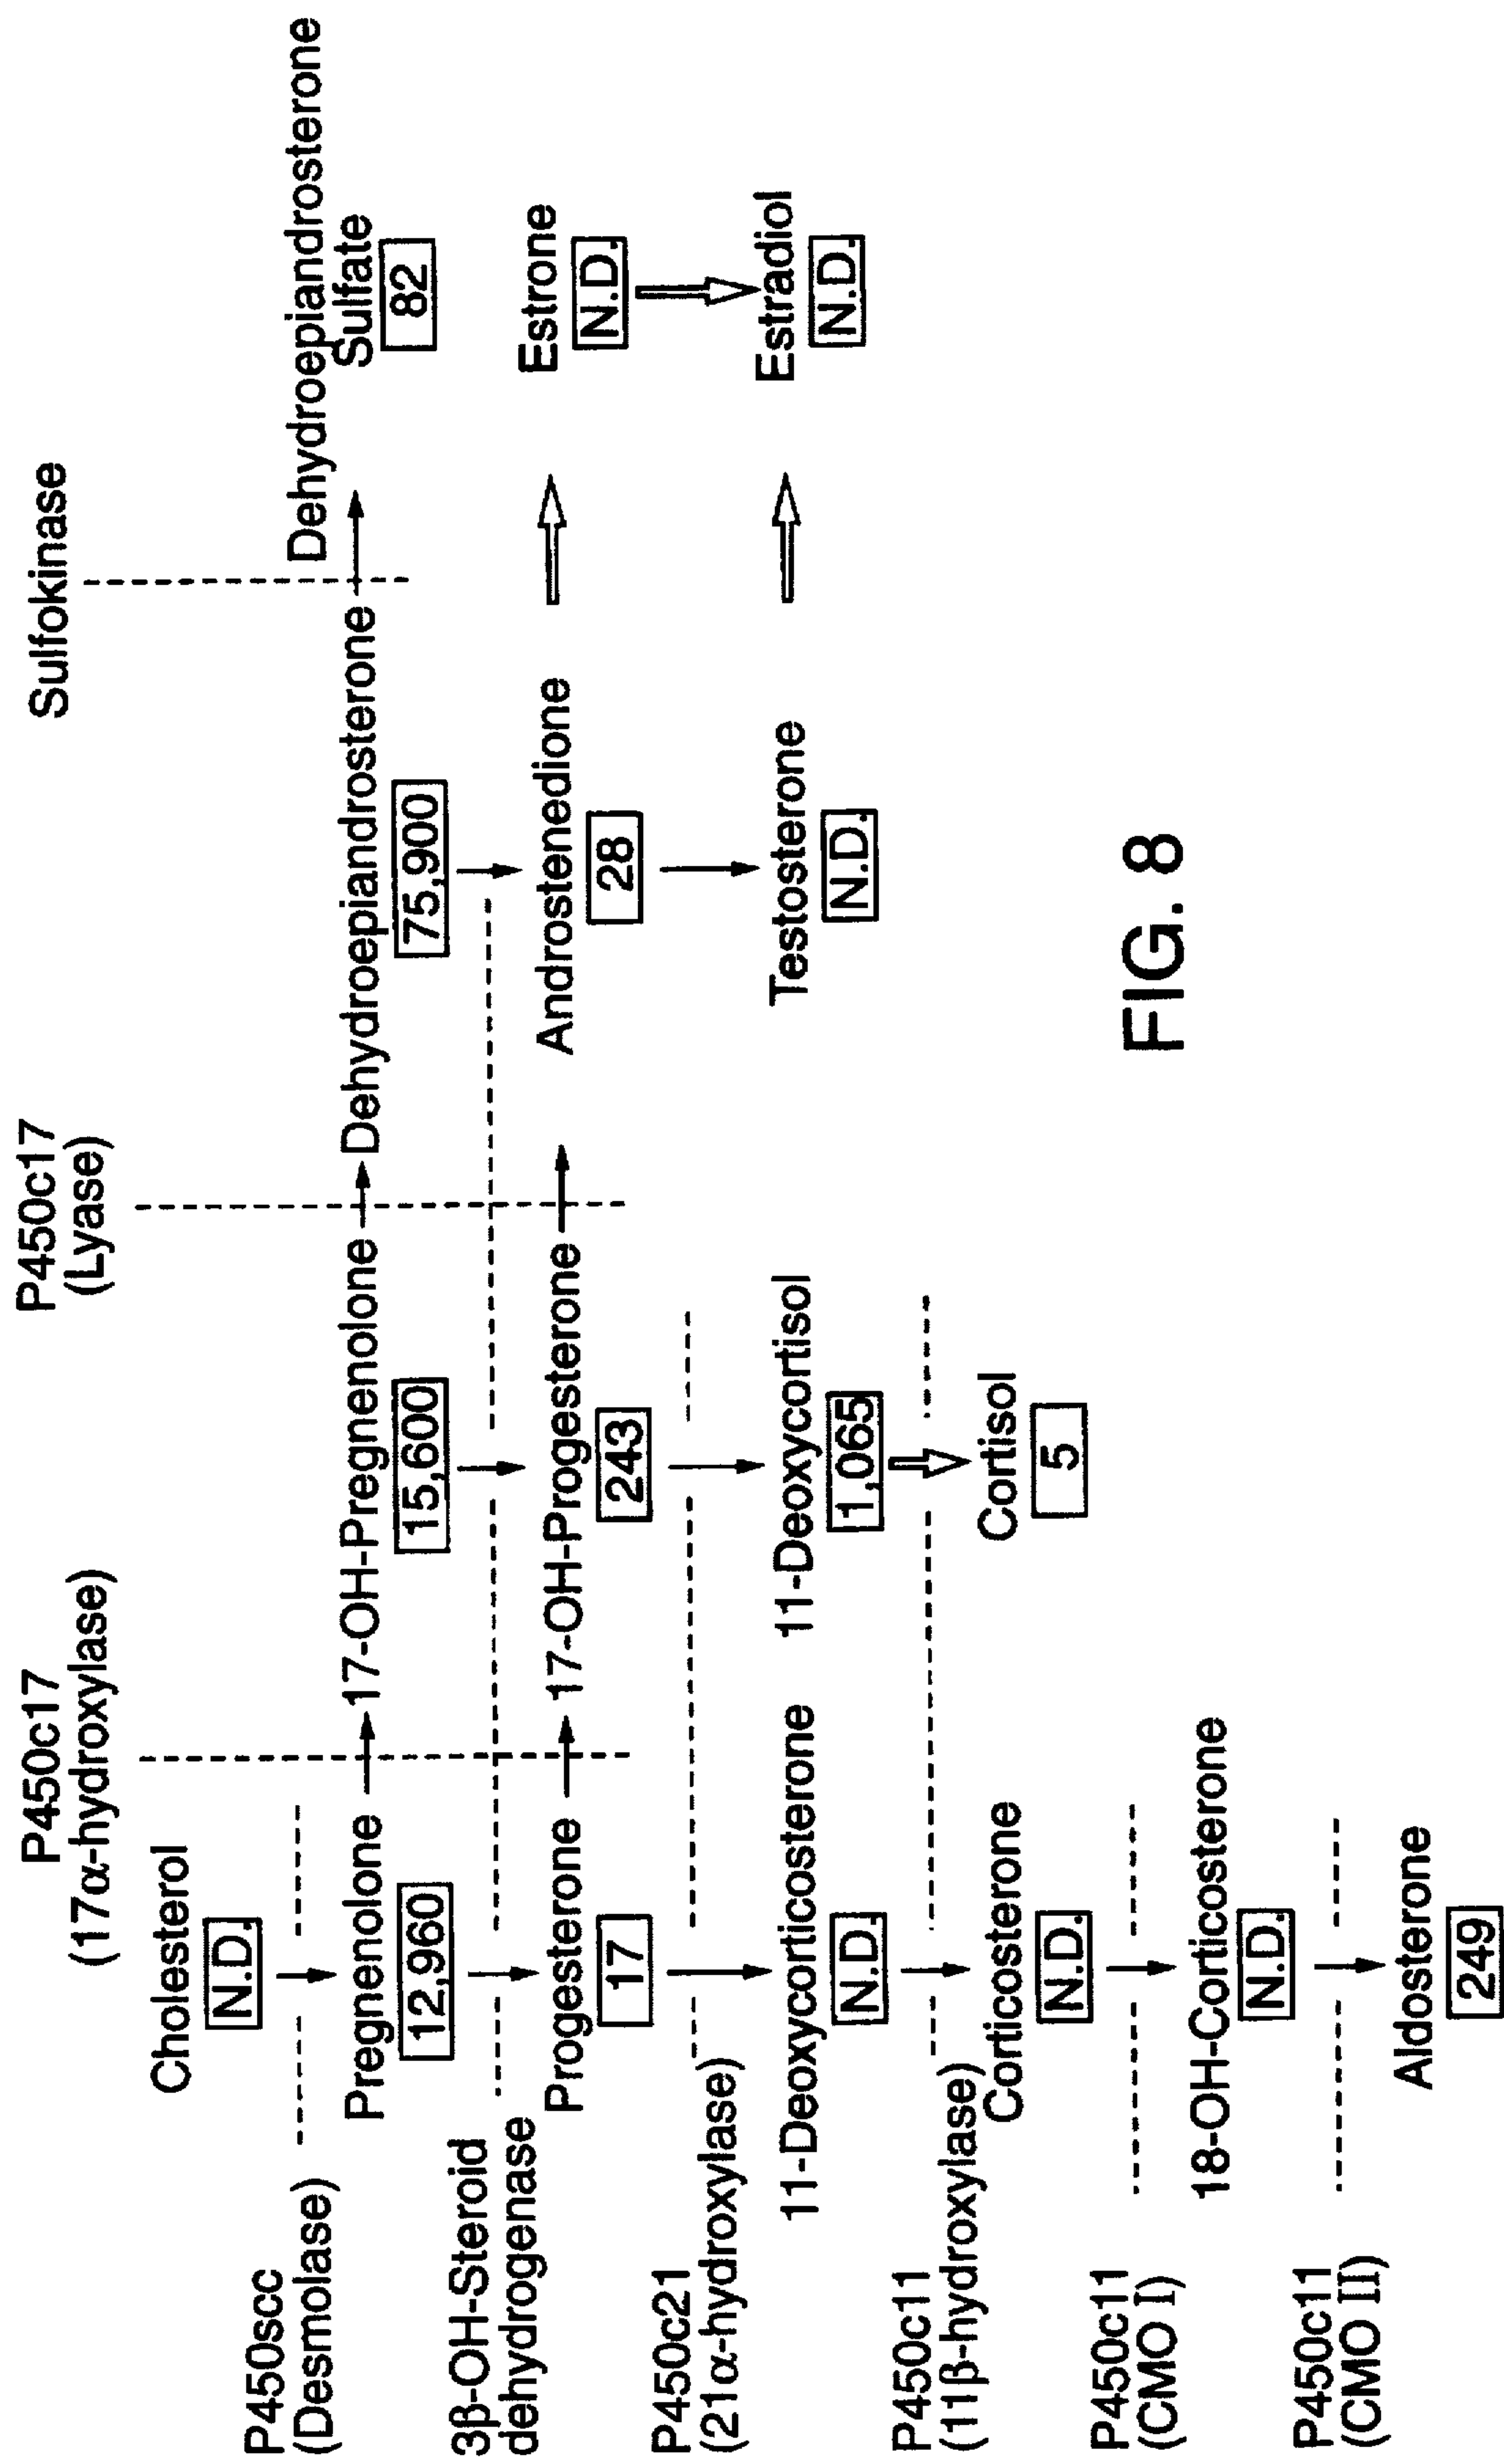 Sulfokinase
P450c17
(Lyase)
P450c17
(17α-hydroxylase)
Cholesterol
N.D.
P450scc
(Desmolase)
Pregnenolone
12,960
17-OH-Pregnenolone
15,600
Dehydroepiandrosterone
75,900
Dehydroepiandrosterone
Sulfate
82
3β-OH-Steroid
dehydrogenase
Progesterone
17
17-OH-Progesterone
243
Androstenedione
28
Estrone
N.D.
P450c21
(21α-hydroxylase)
11-Deoxycorticosterone
N.D.
11-Deoxycortisol
1,065
Testosterone
N.D.
Estradiol
N.D.
P450c11
(11β-hydroxylase)
Corticosterone
N.D.
Cortisol
5
P450c11
(CMO I)
18-OH-Corticosterone
N.D.
P450c11
(CMO II)
Aldosterone
249
FIG. 8